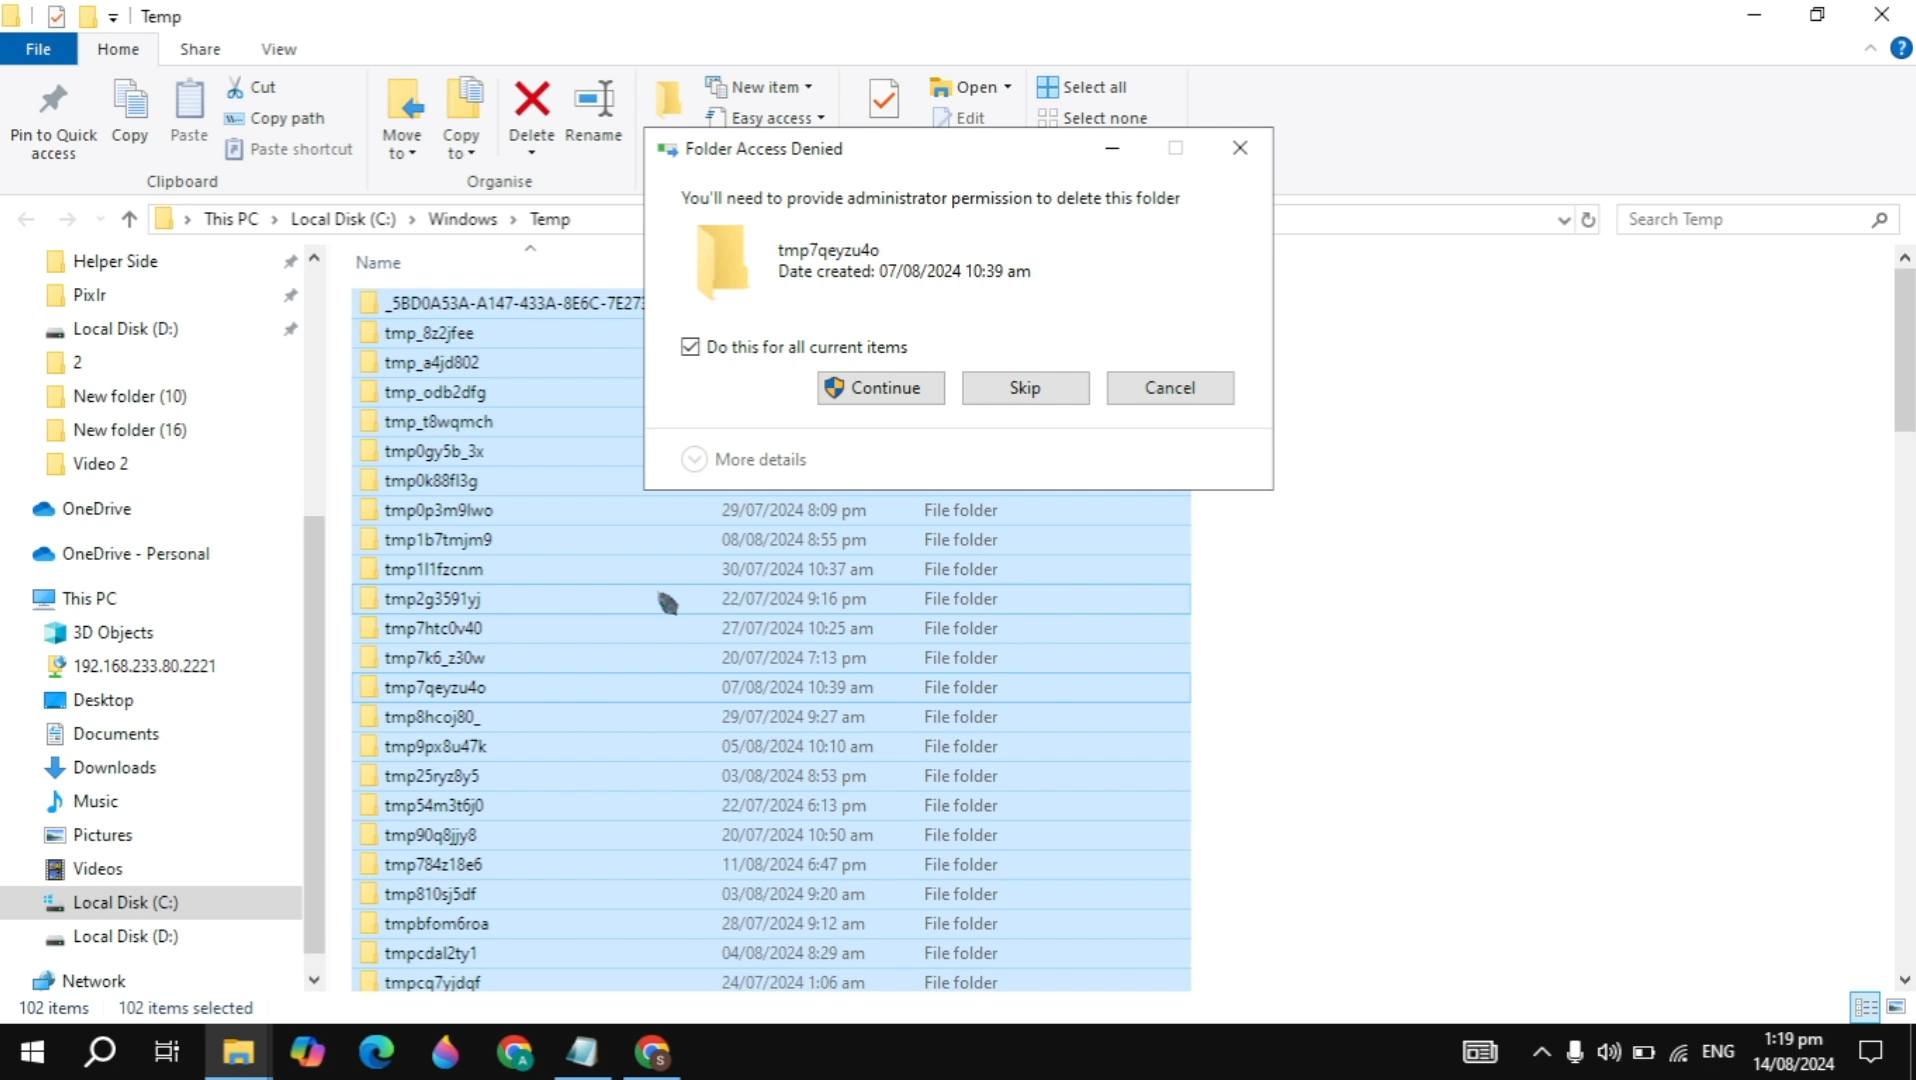 Temp
File
Home
Share
View
?
Pin to Quick
access
Copy
Paste
Cut
Copy path
Paste shortcut
Clipboard
Move
to
Copy
to
Delete
Rename
Organise
New item
Easy access
Open
Edit
Select all
Select none
This PC > Local Disk (C:) > Windows > Temp
Search Temp
Folder Access Denied
You'll need to provide administrator permission to delete this folder
tmp7qeyzu4o
Date created: 07/08/2024 10:39 am
Do this for all current items
Continue
Skip
Cancel
More details
Helper Side
Pixlr
Local Disk (D:)
2
New folder (10)
New folder (16)
Video 2
OneDrive
OneDrive - Personal
This PC
3D Objects
192.168.233.80.2221
Desktop
Documents
Downloads
Music
Pictures
Videos
Local Disk (C:)
Local Disk (D:)
Network
Name
_5BD0A53A-A147-433A-8E6C-7E273
tmp_8z2jfee
tmp_a4jd802
tmp_odb2dfg
tmp_t8wqmch
tmp0gy5b_3x
tmp0k88fl3g
tmp0p3m9lwo 29/07/2024 8:09 pm File folder
tmp1b7tmjm9 08/08/2024 8:55 pm File folder
tmp1l1fzcnm 30/07/2024 10:37 am File folder
tmp2g3591yj 22/07/2024 9:16 pm File folder
tmp7htc0v40 27/07/2024 10:25 am File folder
tmp7k6_z30w 20/07/2024 7:13 pm File folder
tmp7qeyzu4o 07/08/2024 10:39 am File folder
tmp8hcoj80_ 29/07/2024 9:27 am File folder
tmp9px8u47k 05/08/2024 10:10 am File folder
tmp25ryz8y5 03/08/2024 8:53 pm File folder
tmp54m3t6j0 22/07/2024 6:13 pm File folder
tmp90q8jjy8 20/07/2024 10:50 am File folder
tmp784z18e6 11/08/2024 6:47 pm File folder
tmp810sj5df 03/08/2024 9:20 am File folder
tmpbfom6roa 28/07/2024 9:12 am File folder
tmpcdal2ty1 04/08/2024 8:29 am File folder
tmpcq7yjdqf 24/07/2024 1:06 am File folder
102 items 102 items selected
A
S
ENG
1:19 pm
14/08/2024